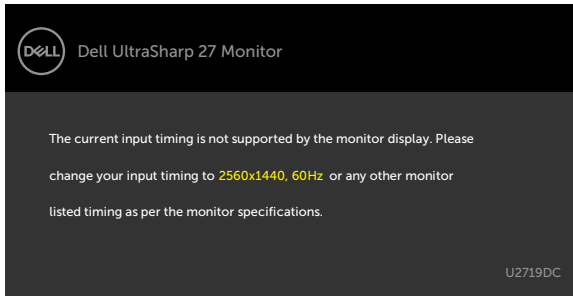 DELL
Dell UltraSharp 27 Monitor
The current input timing is not supported by the monitor display. Please
change your input timing to 2560x1440, 60Hz or any other monitor
listed timing as per the monitor specifications.
U2719DC